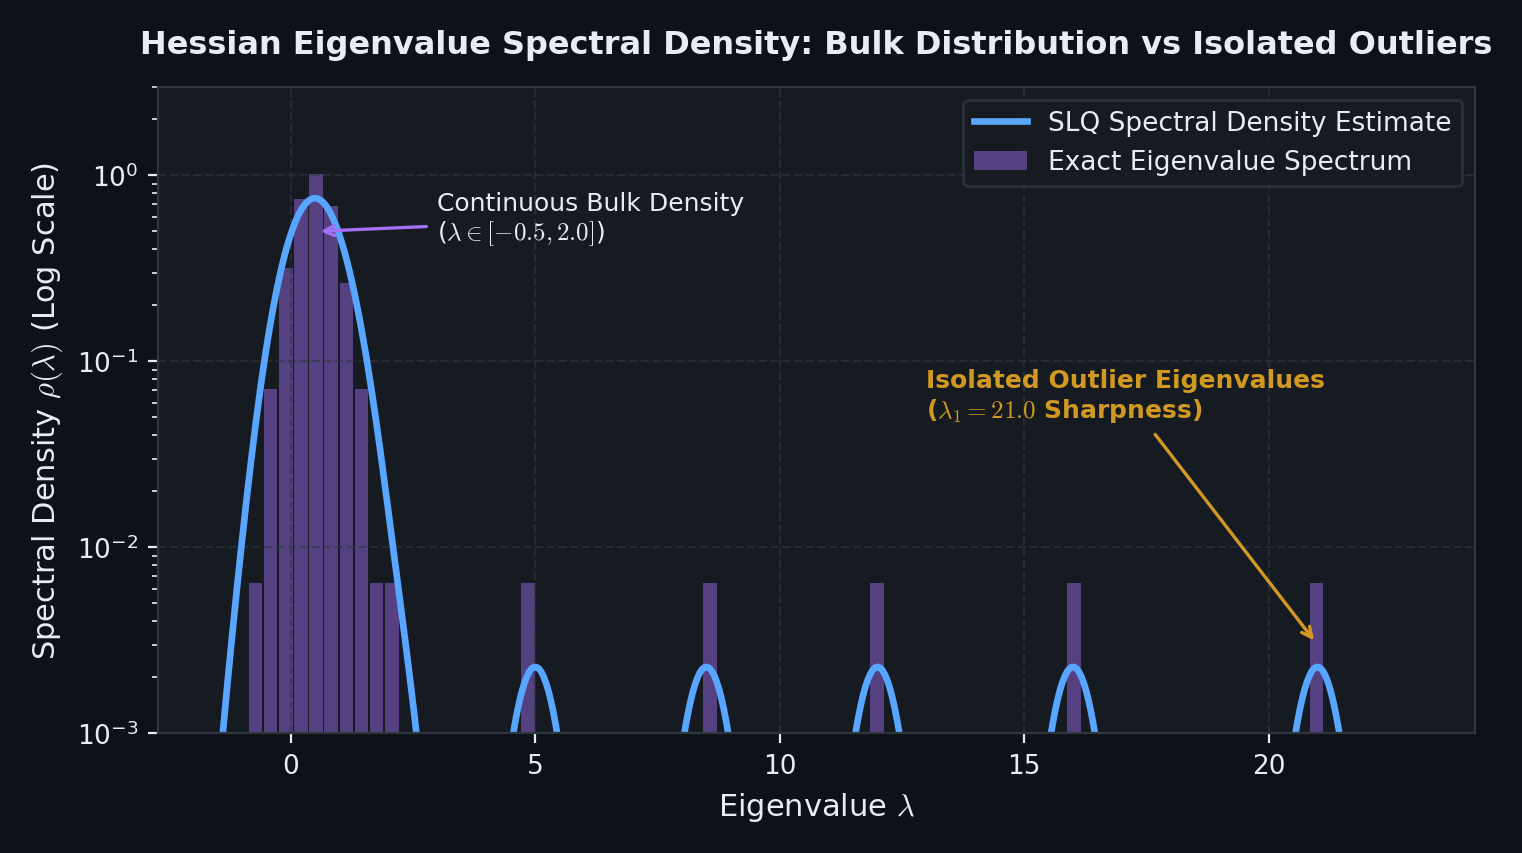 Hessian Eigenvalue Spectral Density: Bulk Distribution vs Isolated Outliers
SLQ Spectral Density Estimate
Exact Eigenvalue Spectrum
Continuous Bulk Density
(λ ∈ [−0.5, 2.0])
Isolated Outlier Eigenvalues
(λ₁ = 21.0 Sharpness)
Spectral Density ρ(λ) (Log Scale)
10⁰
10⁻¹
10⁻²
10⁻³
0 5 10 15 20
Eigenvalue λ